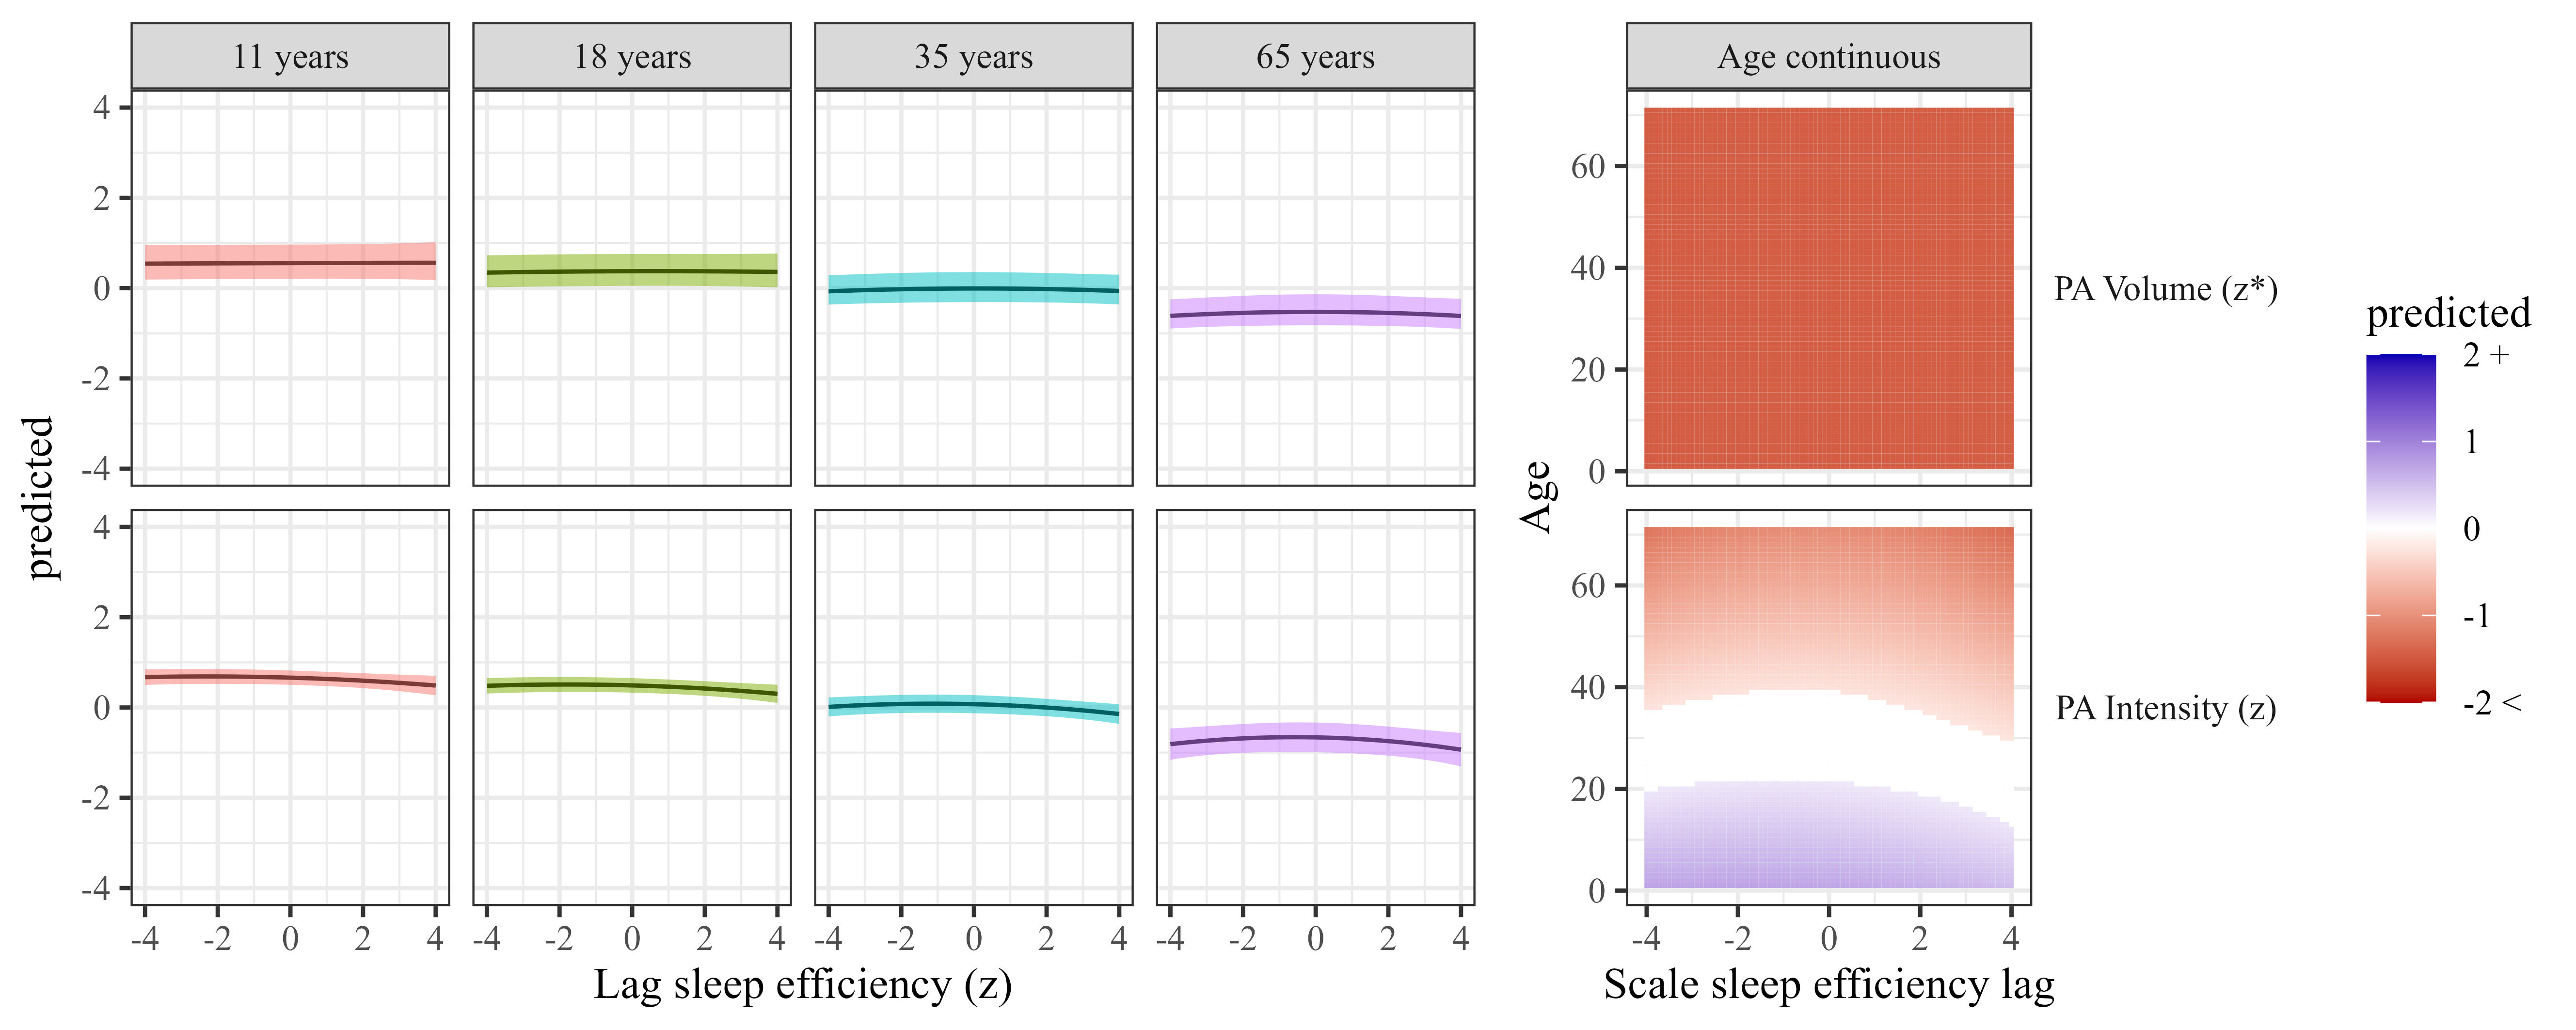 11 years
18 years
35 years
65 years
Age continuous
4
2
0
-2
-4
60
40
20
0
PA Volume (z*)
predicted
Age
predicted
2 +
1
0
-1
-2 <
4
2
0
-2
-4
60
40
20
0
PA Intensity (z)
-4 -2 0 2 4
-4 -2 0 2 4
-4 -2 0 2 4
-4 -2 0 2 4
-4 -2 0 2 4
Lag sleep efficiency (z)
Scale sleep efficiency lag